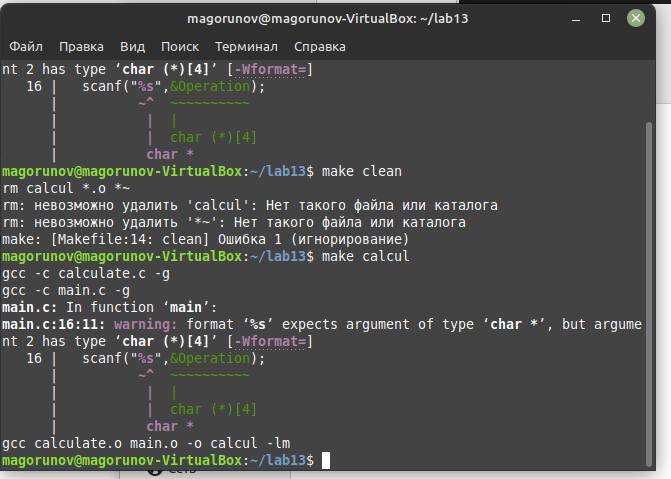 magorunov@magorunov-VirtualBox: ~/lab13
Файл Правка Вид Поиск Терминал Справка
nt 2 has type ‘char (*)[4]’ [-Wformat=]
   16 |   scanf("%s",&Operation);
      |          ~^  ~~~~~~~~~~
      |           |  |
      |           |  char (*)[4]
      |           char *
magorunov@magorunov-VirtualBox:~/lab13$ make clean
rm calcul *.o *~
rm: невозможно удалить 'calcul': Нет такого файла или каталога
rm: невозможно удалить '*~': Нет такого файла или каталога
make: [Makefile:14: clean] Ошибка 1 (игнорирование)
magorunov@magorunov-VirtualBox:~/lab13$ make calcul
gcc -c calculate.c -g
gcc -c main.c -g
main.c: In function ‘main’:
main.c:16:11: warning: format ‘%s’ expects argument of type ‘char *’, but argume
nt 2 has type ‘char (*)[4]’ [-Wformat=]
   16 |   scanf("%s",&Operation);
      |          ~^  ~~~~~~~~~~
      |           |  |
      |           |  char (*)[4]
      |           char *
gcc calculate.o main.o -o calcul -lm
magorunov@magorunov-VirtualBox:~/lab13$